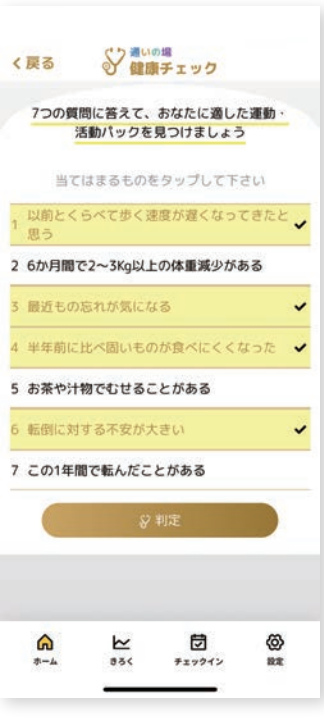 戻る
通いの場
健康チェック
7つの質問に答えて、おなたに適した運動・
活動パックを見つけましょう
当てはまるものをタップして下さい
1 以前とくらべて歩く速度が遅くなってきたと
思う
2 6か月間で2〜3Kg以上の体重減少がある
3 最近もの忘れが気になる
4 半年前に比べ固いものが食べにくくなった
5 お茶や汁物でむせることがある
6 転倒に対する不安が大きい
7 この1年間で転んだことがある
判定
ホーム きろく チェックイン 設定